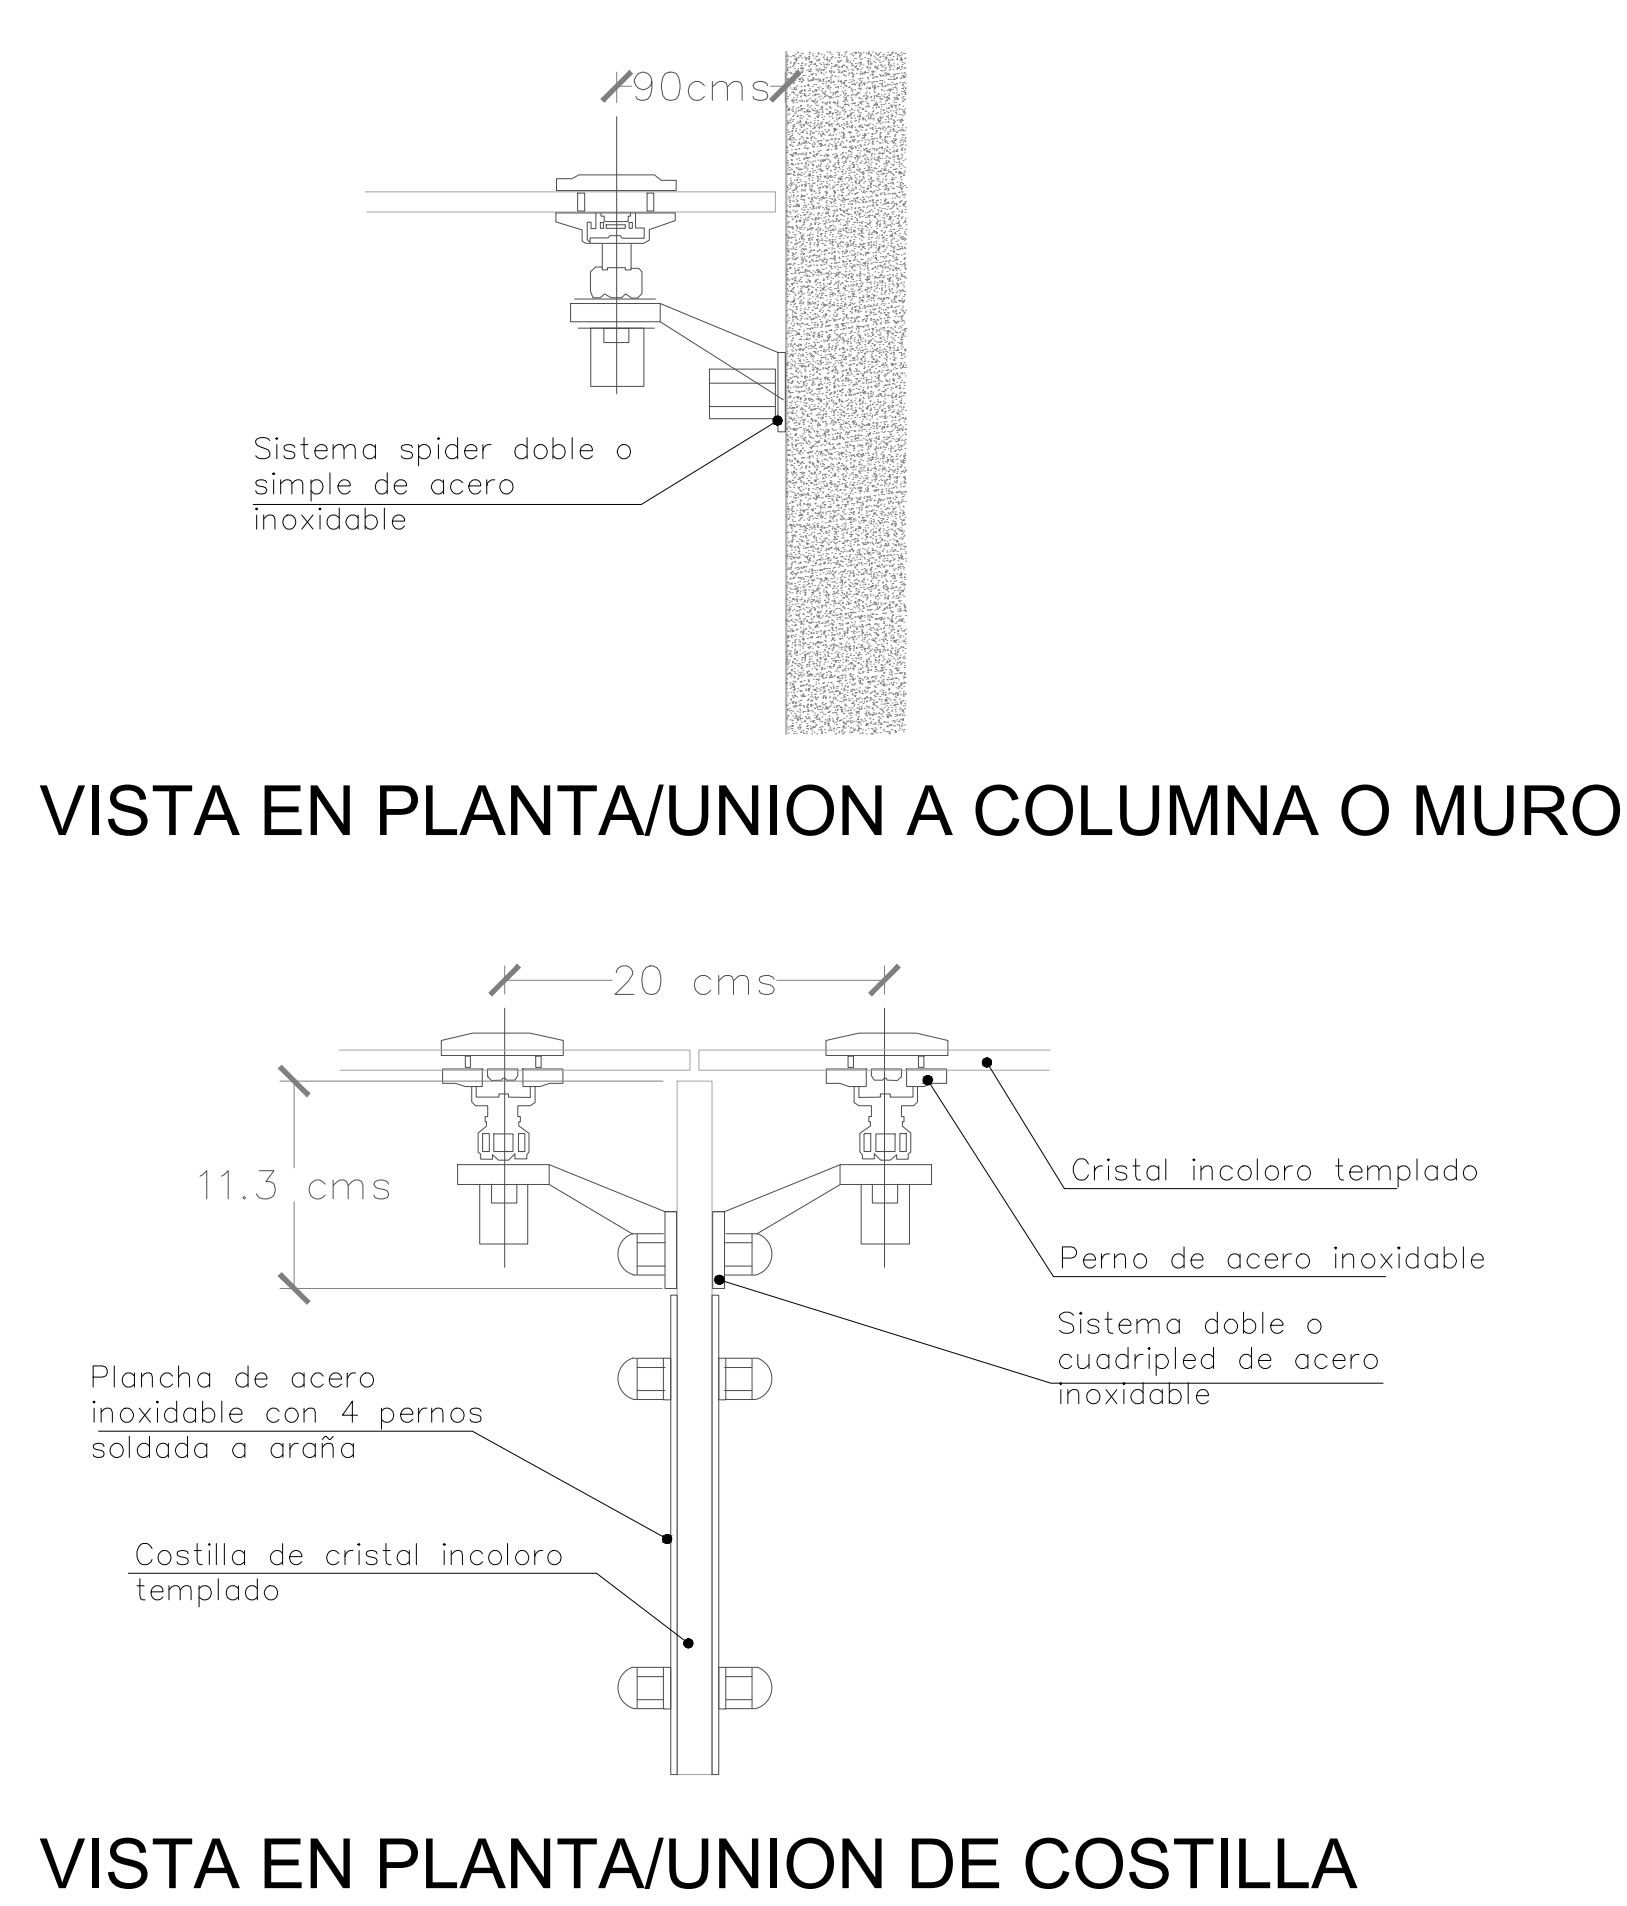 90cms
Sistema spider doble o
simple de acero
inoxidable
VISTA EN PLANTA/UNION A COLUMNA O MURO
20 cms
11.3 cms
Cristal incoloro templado
Perno de acero inoxidable
Sistema doble o
cuadripled de acero
inoxidable
Plancha de acero
inoxidable con 4 pernos
soldada a araña
Costilla de cristal incoloro
templado
VISTA EN PLANTA/UNION DE COSTILLA